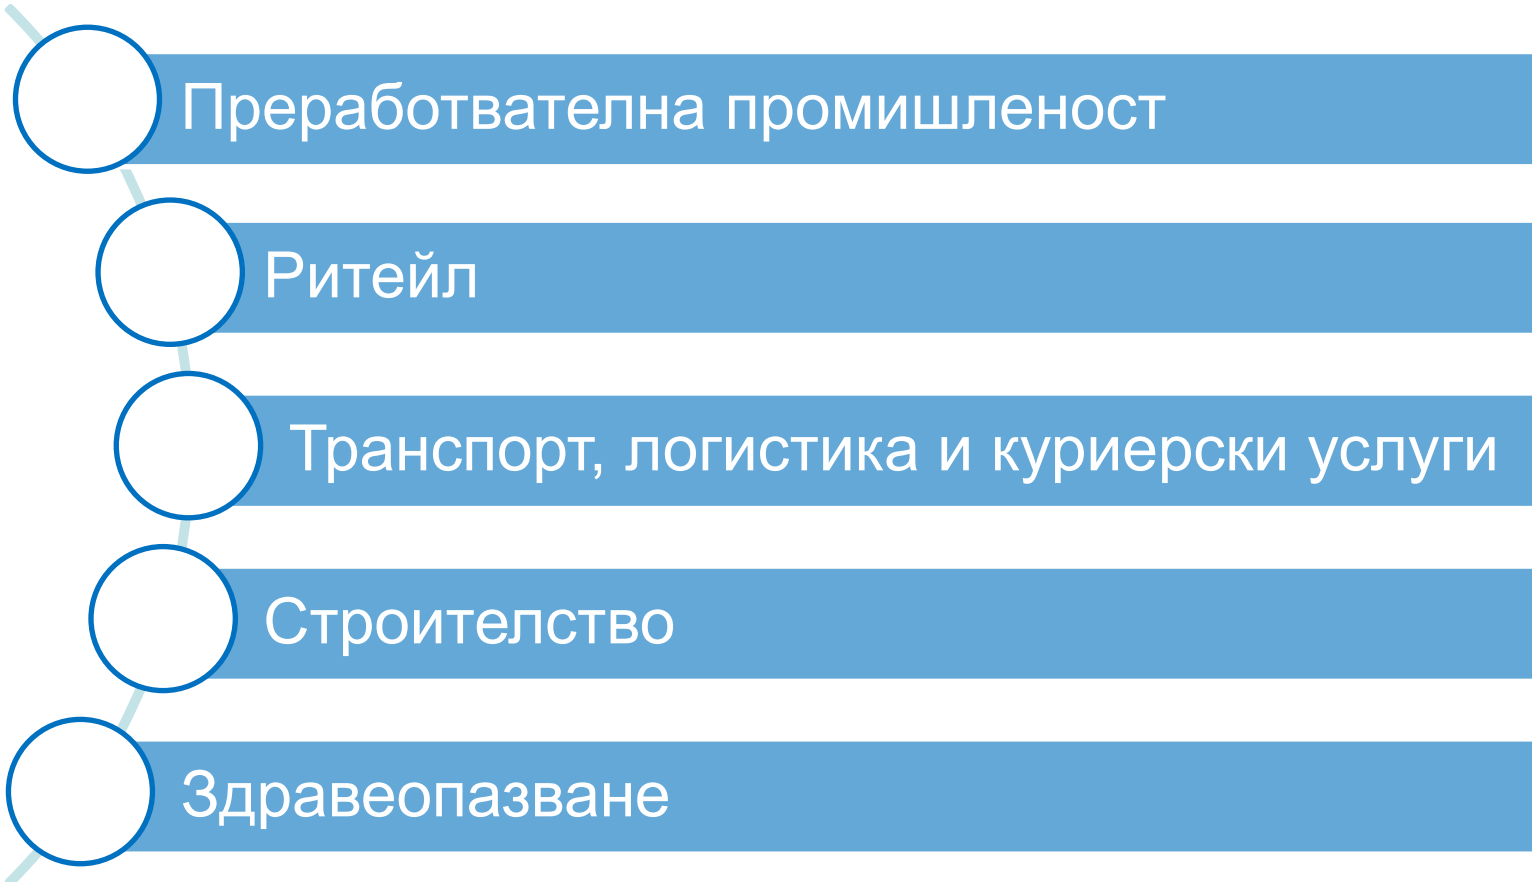 Преработвателна промишленост
Ритейл
Транспорт, логистика и куриерски услуги
Строителство
Здравеопазване